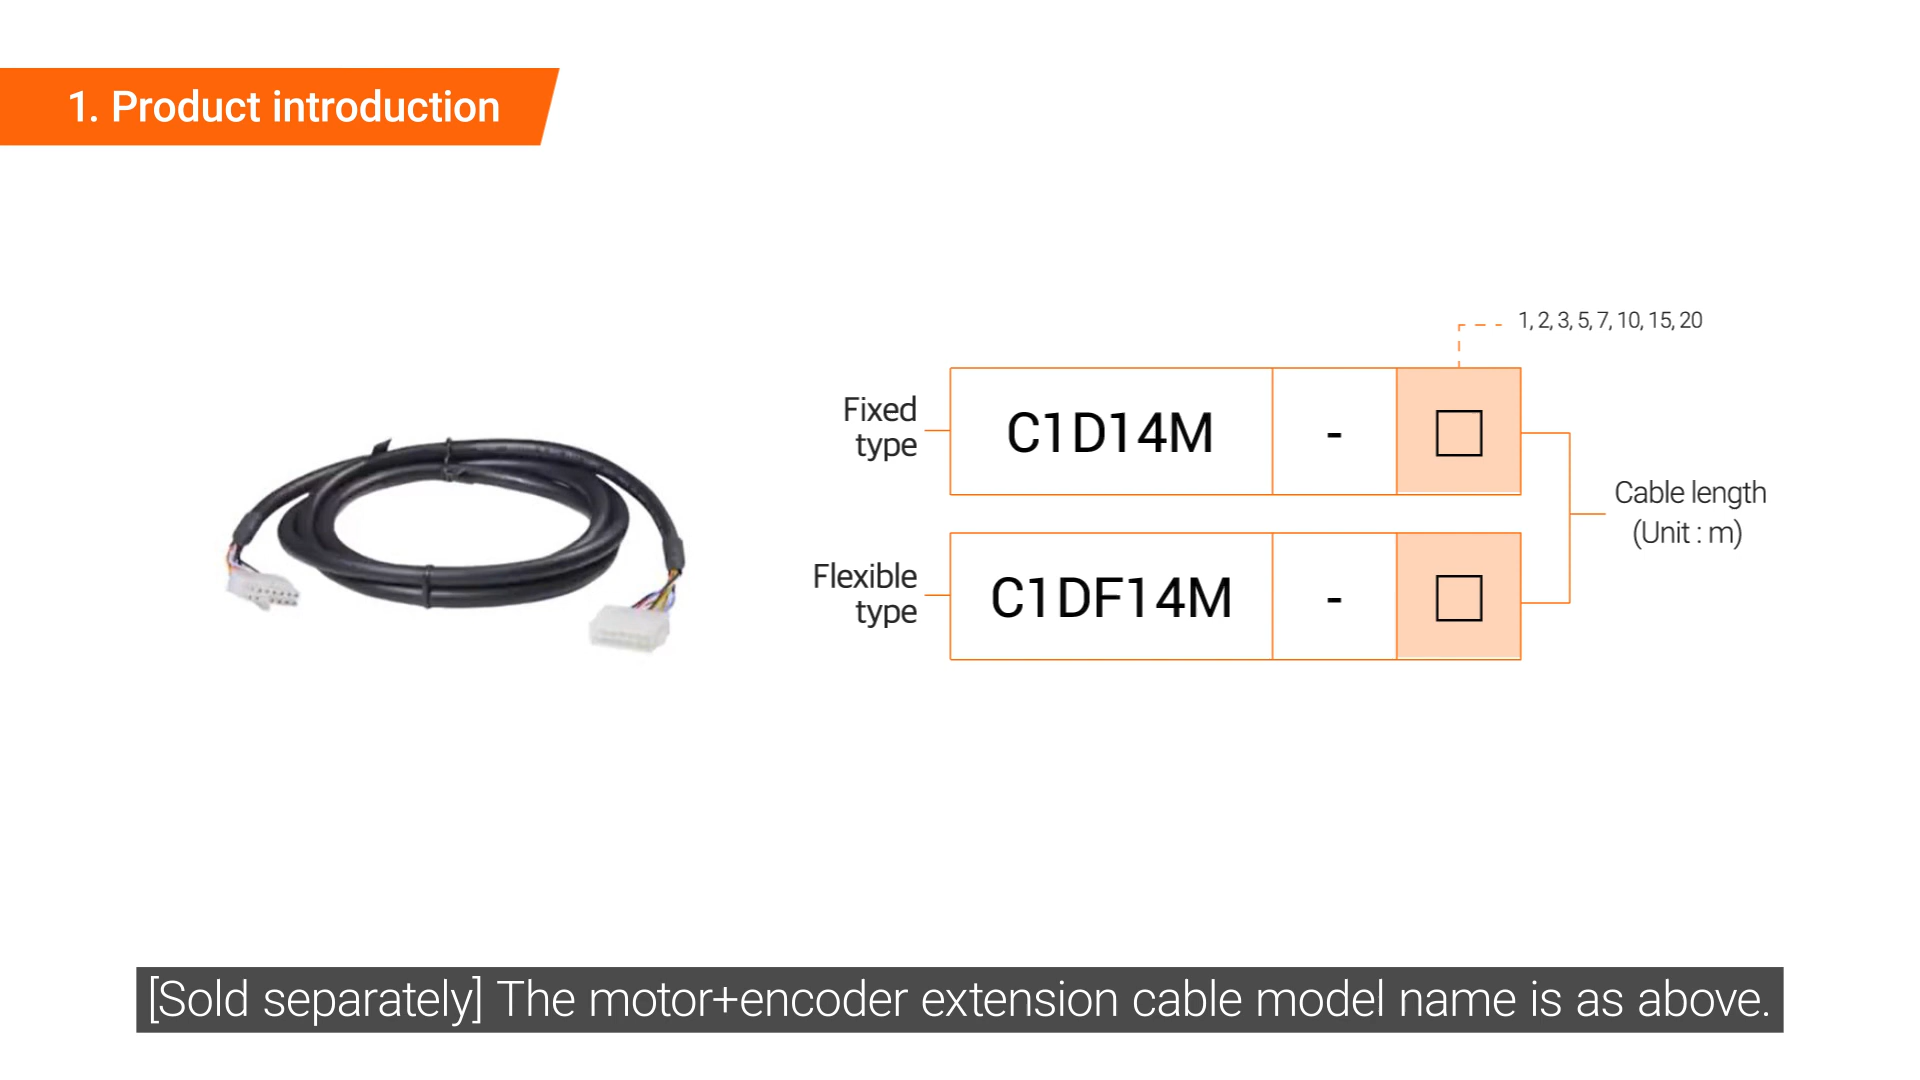 1. Product introduction
1, 2, 3, 5, 7, 10, 15, 20
Fixed
type
C1D14M
-
□
Cable length
(Unit : m)
Flexible
type
C1DF14M
-
□
[Sold separately] The motor+encoder extension cable model name is as above.